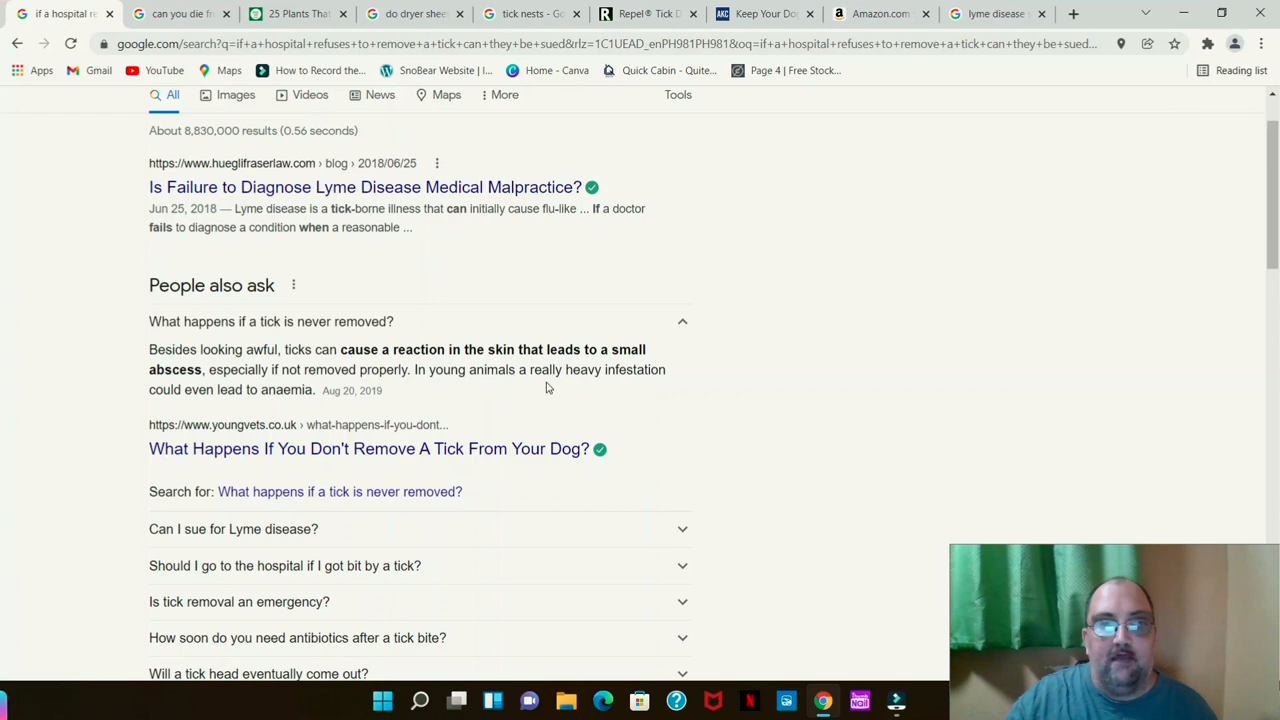 if a hospital re
can you die fr
25 Plants That
do dryer shee
tick nests - Go
Repel® Tick D
Keep Your Do
Amazon.com
lyme disease
google.com/search?q=if+a+hospital+refuses+to+remove+a+tick+can+they+be+sued&rlz=1C1UEAD_enPH981PH981&oq=if+a+hospital+refuses+to+remove+a+tick+can+they+be+sued...
Apps
Gmail
YouTube
Maps
How to Record the...
SnoBear Website | I...
Home - Canva
Quick Cabin - Quite...
Page 4 | Free Stock...
Reading list
All
Images
Videos
News
Maps
More
Tools
About 8,830,000 results (0.56 seconds)
https://www.hueglifraserlaw.com › blog › 2018/06/25
Is Failure to Diagnose Lyme Disease Medical Malpractice?
Jun 25, 2018 — Lyme disease is a tick-borne illness that can initially cause flu-like ... If a doctor
fails to diagnose a condition when a reasonable ...
People also ask
What happens if a tick is never removed?
Besides looking awful, ticks can cause a reaction in the skin that leads to a small
abscess, especially if not removed properly. In young animals a really heavy infestation
could even lead to anaemia. Aug 20, 2019
https://www.youngvets.co.uk › what-happens-if-you-dont...
What Happens If You Don't Remove A Tick From Your Dog?
Search for: What happens if a tick is never removed?
Can I sue for Lyme disease?
Should I go to the hospital if I got bit by a tick?
Is tick removal an emergency?
How soon do you need antibiotics after a tick bite?
Will a tick head eventually come out?